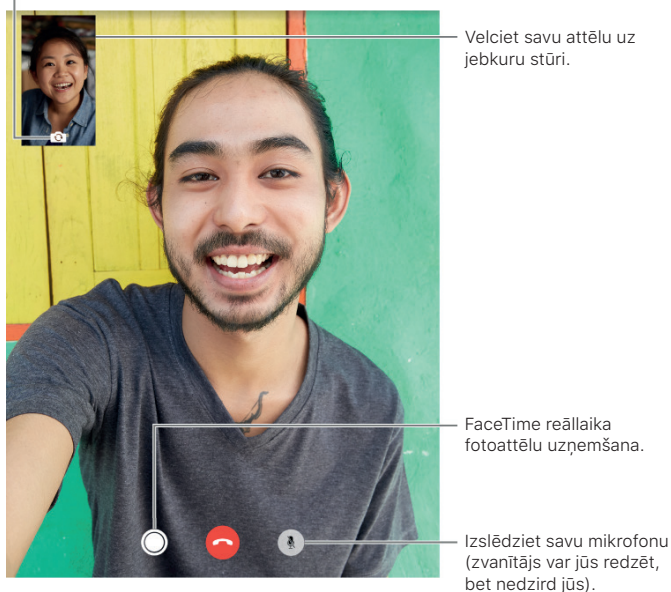 Velciet savu attēlu uz
jebkuru stūri.
FaceTime reāllaika
fotoattēlu uzņemšana.
Izslēdziet savu mikrofonu
(zvanītājs var jūs redzēt,
bet nedzird jūs).